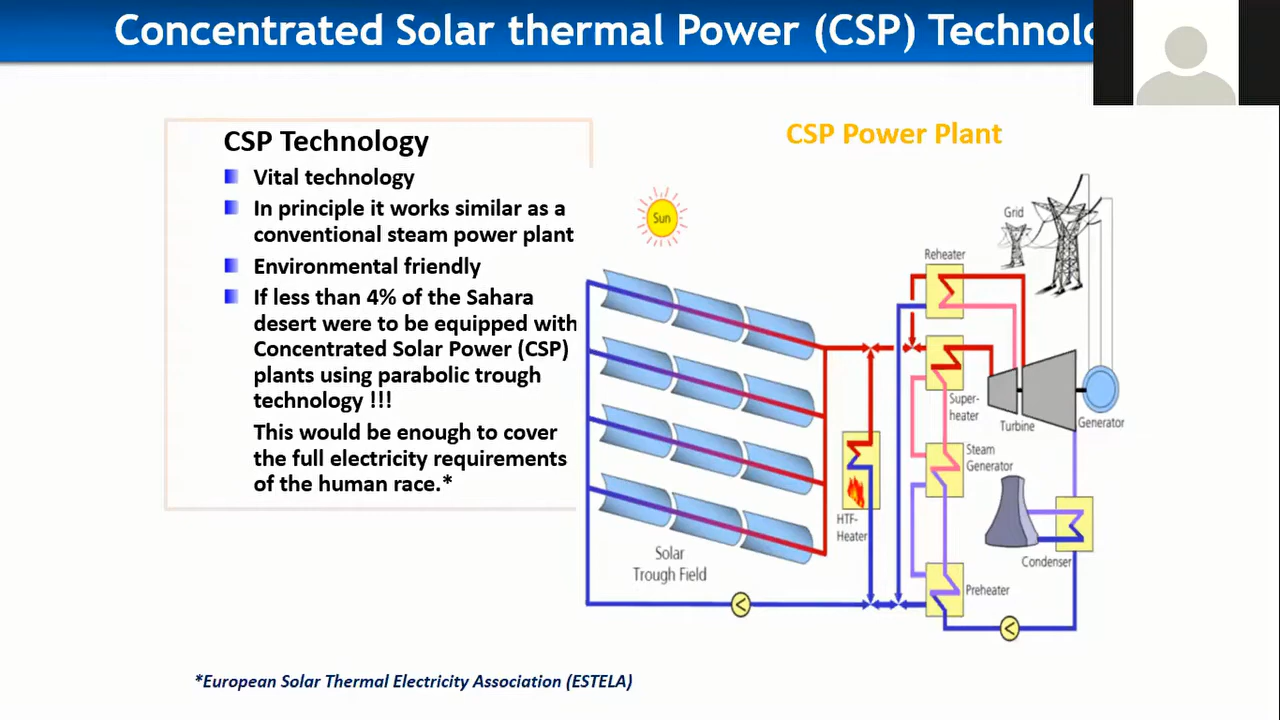 Concentrated Solar thermal Power (CSP) Technolo
CSP Technology
Vital technology
In principle it works similar as a
conventional steam power plant
Environmental friendly
If less than 4% of the Sahara
desert were to be equipped with
Concentrated Solar Power (CSP)
plants using parabolic trough
technology !!!
This would be enough to cover
the full electricity requirements
of the human race.*
CSP Power Plant
Sun
Grid
Reheater
Super-
heater
Turbine
Generator
Steam
Generator
HTF-
Heater
Condenser
Solar
Trough Field
Preheater
*European Solar Thermal Electricity Association (ESTELA)